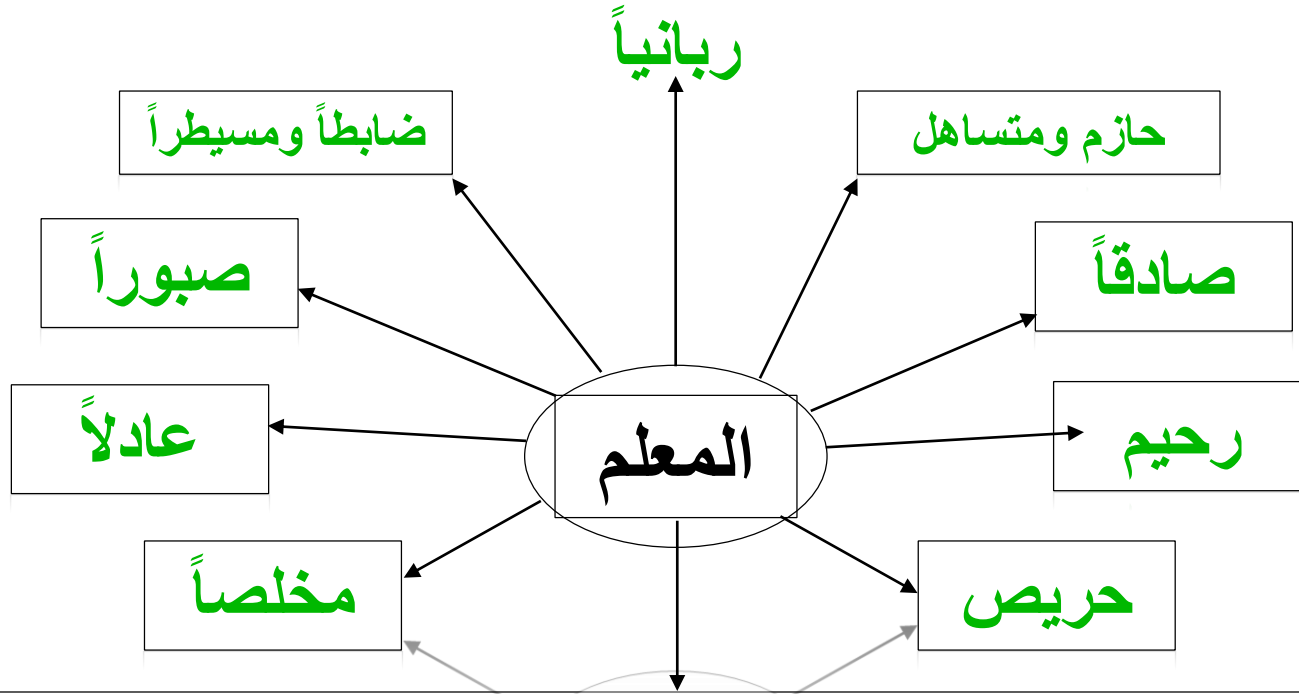 ربانياً
حازم ومتساهل
ضابطاً ومسيطراً
صادقاً
صبوراً
المعلم
رحيم
عادلاً
حريص
مخلصاً